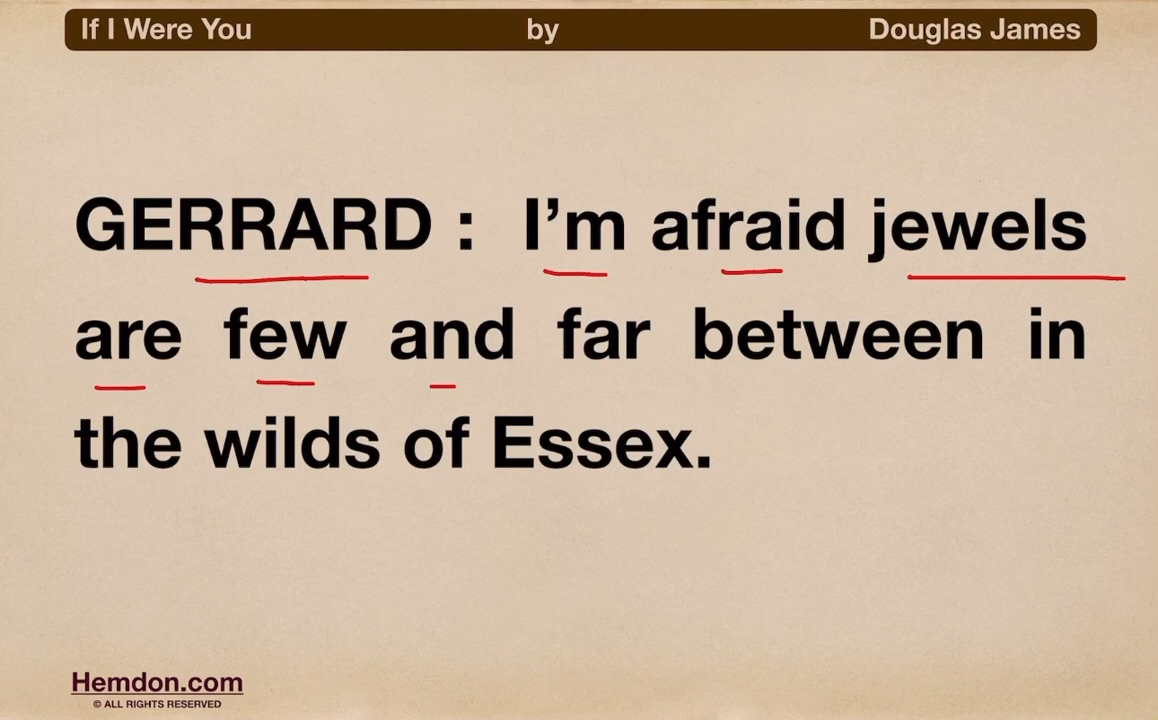 If I Were You by Douglas James
GERRARD : I’m afraid jewels
are few and far between in
the wilds of Essex.
Hemdon.com
© ALL RIGHTS RESERVED